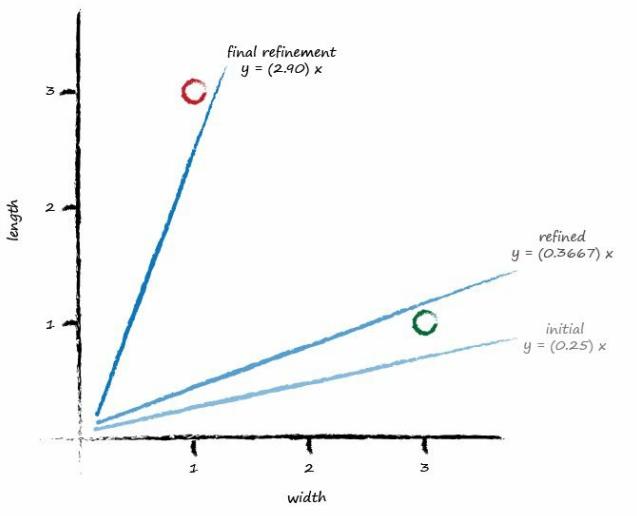 final refinement
y = (2.90) x
3
2
length
refined
y = (0.3667) x
1
initial
y = (0.25) x
1
2
3
width